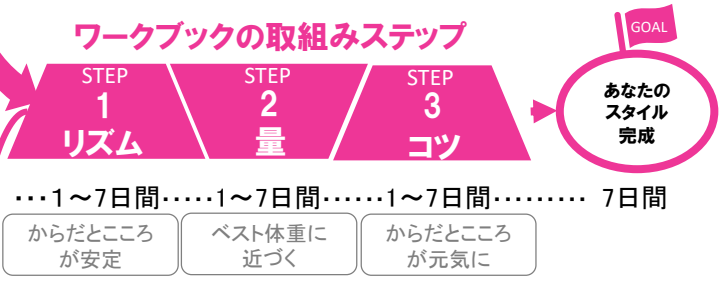 ワークブックの取組みステップ
GOAL
STEP
1
リズム
STEP
2
量
STEP
3
コツ
あなたの
スタイル
完成
・・・1～7日間・・・・・1～7日間・・・・・・1～7日間・・・・・・・・・ 7日間
からだとこころ
が安定
ベスト体重に
近づく
からだとこころ
が元気に